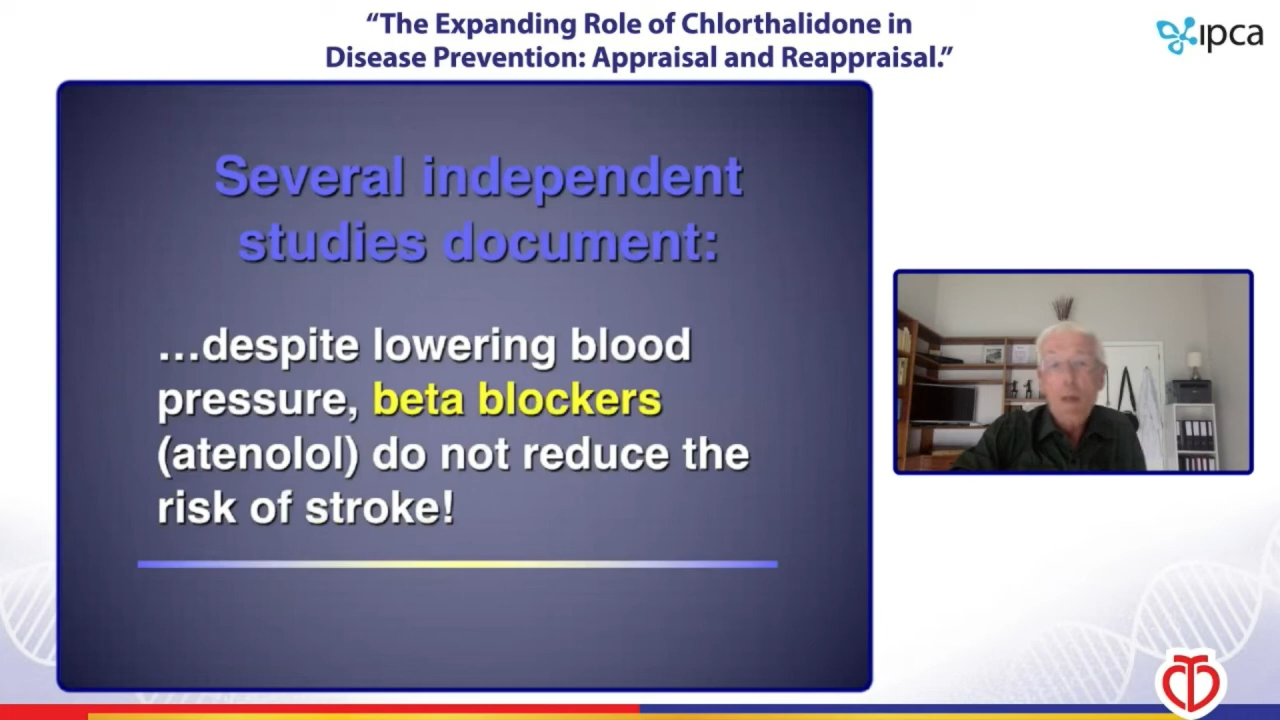 “The Expanding Role of Chlorthalidone in
Disease Prevention: Appraisal and Reappraisal.”
ipca
Several independent
studies document:
…despite lowering blood
pressure, beta blockers
(atenolol) do not reduce the
risk of stroke!